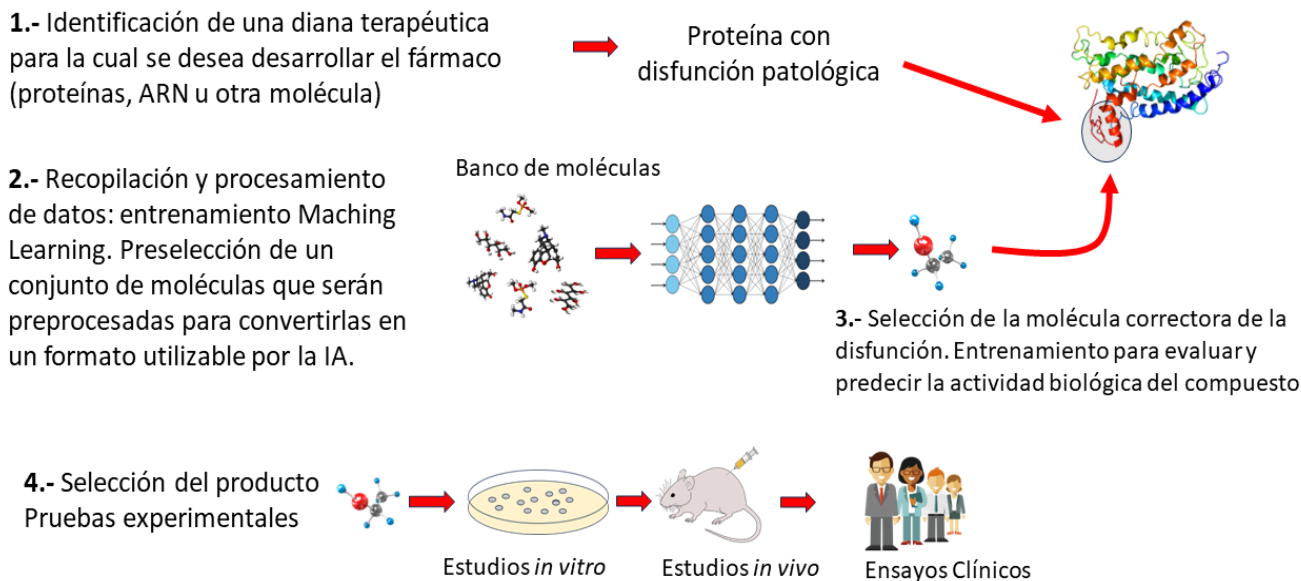 1.- Identificación de una diana terapéutica
para la cual se desea desarrollar el fármaco
(proteínas, ARN u otra molécula)
Proteína con
disfunción patológica
2.- Recopilación y procesamiento
de datos: entrenamiento Maching
Learning. Preselección de un
conjunto de moléculas que serán
preprocesadas para convertirlas en
un formato utilizable por la IA.
Banco de moléculas
3.- Selección de la molécula correctora de la
disfunción. Entrenamiento para evaluar y
predecir la actividad biológica del compuesto
4.- Selección del producto
Pruebas experimentales
Estudios in vitro
Estudios in vivo
Ensayos Clínicos